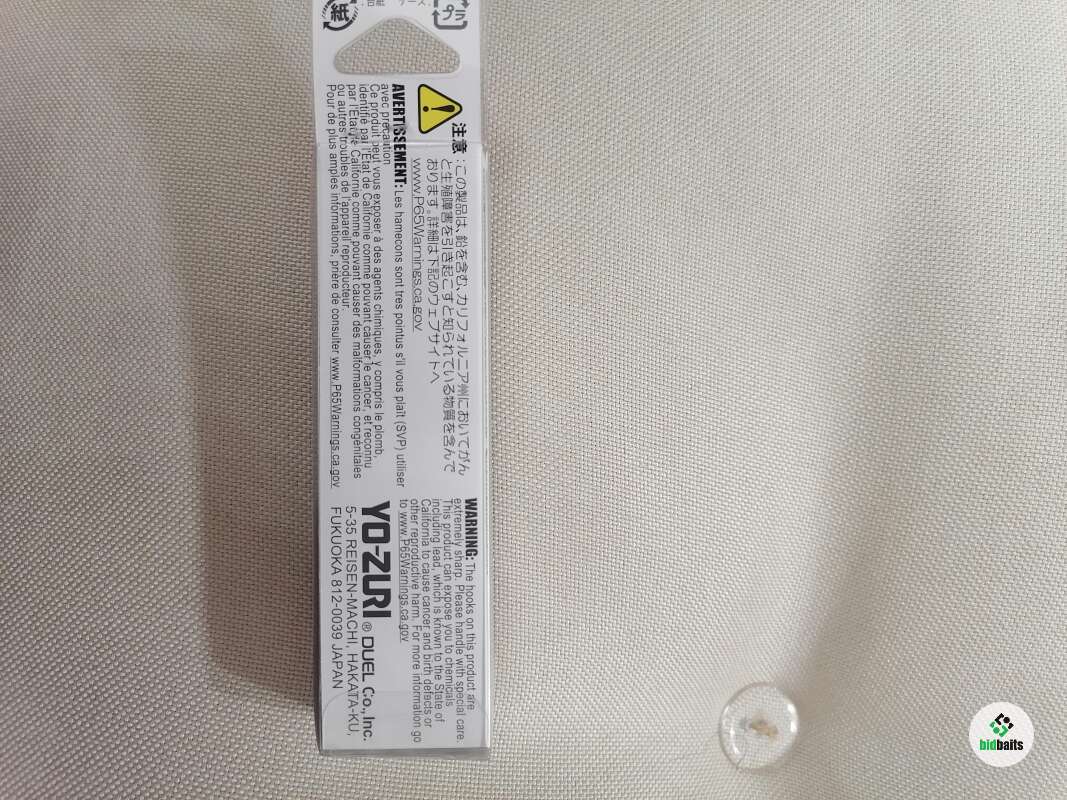 紙
:台紙 ケース:
プラ
注意:この製品は、鉛を含む、カリフォルニア州においてがん
と生殖障害を引き起こすと知られている物質を含んで
おります。詳細は下記のウェブサイトへ
www.P65Warnings.ca.gov
AVERTISSEMENT: Les hamecons sont tres pointus s'il vous plaît (SVP) utiliser
avec précaution
Ce produit peut vous exposer à des agents chimiques, y compris le plomb,
identifié par l'État de Californie comme pouvant causer le cancer, et reconnu
par l'État de Californie comme pouvant causer des malformations congénitales
ou autres troubles de l'appareil reproducteur.
Pour de plus amples informations, prière de consulter www.P65Warnings.ca.gov
WARNING: The hooks on this product are
extremely sharp. Please handle with special care.
This product can expose you to chemicals
including lead, which is known to the State of
California to cause cancer and birth defects or
other reproductive harm. For more information go
to www.P65Warnings.ca.gov
YO-ZURI® DUEL Co., Inc.
5-35 REISEN-MACHI, HAKATA-KU,
FUKUOKA 812-0039 JAPAN
bidbaits